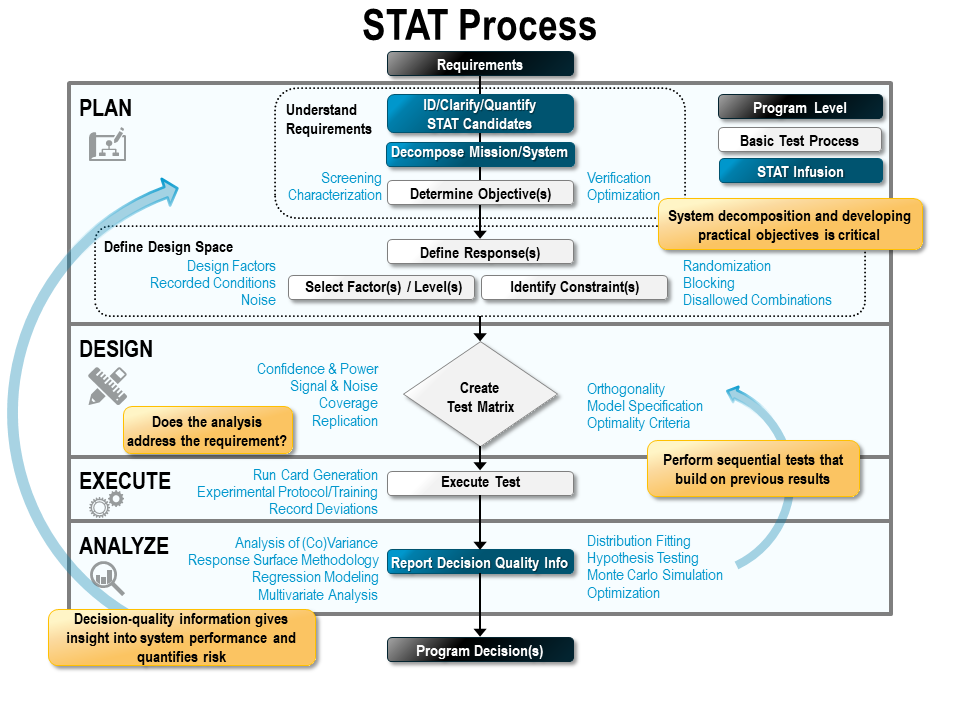 STAT Process
Requirements
PLAN
Understand
Requirements
ID/Clarify/Quantify
STAT Candidates
Decompose Mission/System
Screening
Characterization
Determine Objective(s)
Verification
Optimization
Program Level
Basic Test Process
STAT Infusion
System decomposition and developing
practical objectives is critical
Define Design Space
Design Factors
Recorded Conditions
Noise
Define Response(s)
Select Factor(s) / Level(s)
Identify Constraint(s)
Randomization
Blocking
Disallowed Combinations
DESIGN
Confidence & Power
Signal & Noise
Coverage
Replication
Create
Test Matrix
Orthogonality
Model Specification
Optimality Criteria
Does the analysis
address the requirement?
Perform sequential tests that
build on previous results
EXECUTE
Run Card Generation
Experimental Protocol/Training
Record Deviations
Execute Test
ANALYZE
Analysis of (Co)Variance
Response Surface Methodology
Regression Modeling
Multivariate Analysis
Report Decision Quality Info
Distribution Fitting
Hypothesis Testing
Monte Carlo Simulation
Optimization
Decision-quality information gives
insight into system performance and
quantifies risk
Program Decision(s)